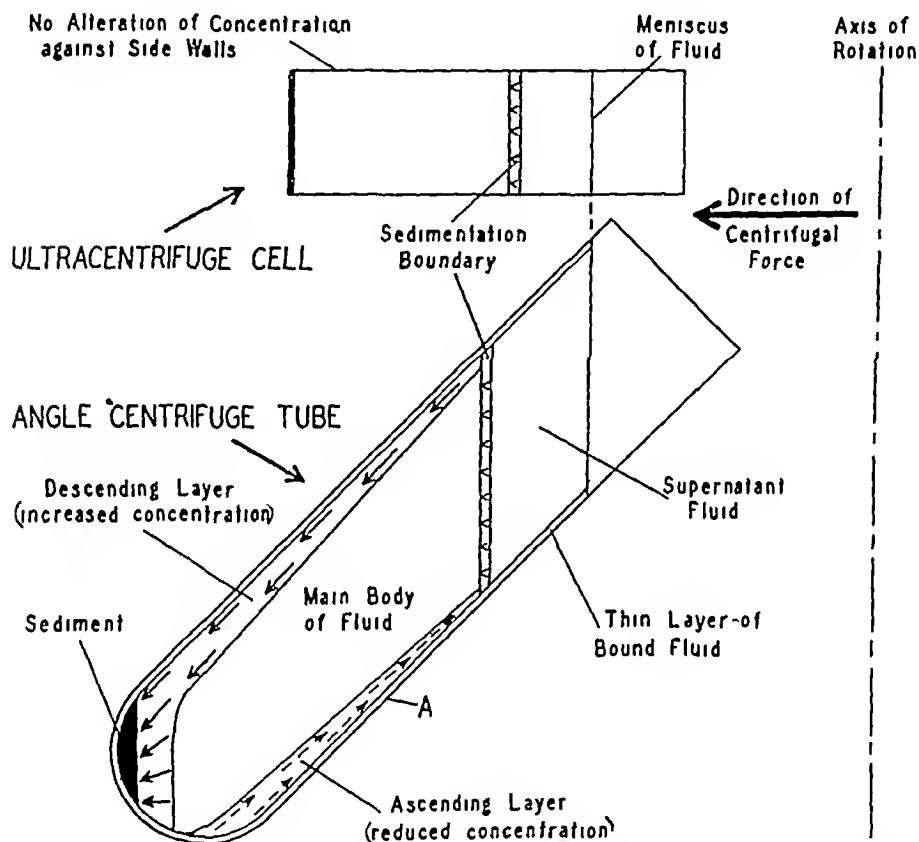 No Alteration of Concentration
against Side Walls
Meniscus
of Fluid
Axis of
Rotation
Direction of
Centrifugal
Force
ULTRACENTRIFUGE CELL
Sedimentation
Boundary
ANGLE CENTRIFUGE TUBE
Descending Layer
(increased concentration)
Supernatant
Fluid
Main Body
of Fluid
Sediment
Thin Layer-of
Bound Fluid
A
Ascending Layer
(reduced concentration)